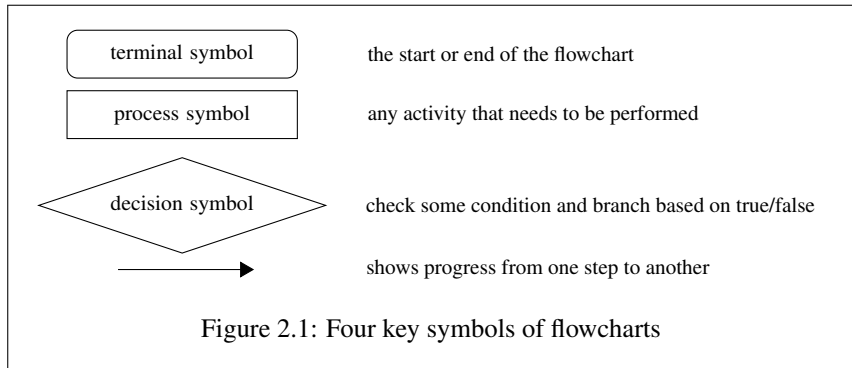 terminal symbol the start or end of the flowchart
process symbol any activity that needs to be performed
decision symbol check some condition and branch based on true/false
shows progress from one step to another
Figure 2.1: Four key symbols of flowcharts